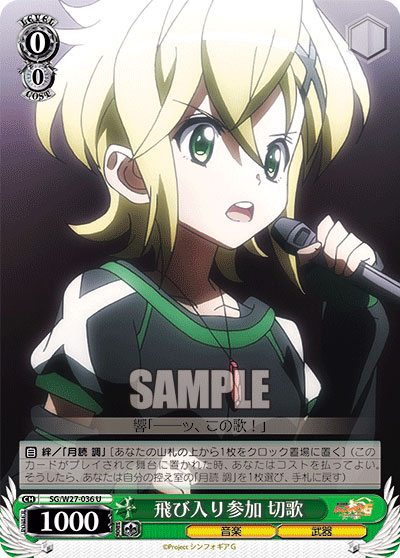 LEVEL
0
0
COST
SAMPLE
響「──ッ、この歌！」
絆/「月読 調」 [あなたの山札の上から1枚をクロック置場に置く] (この
カードがプレイされて舞台に置かれた時、あなたはコストを払ってよい。
そうしたら、あなたは自分の控え室の「月読 調」を1枚選び、手札に戻す)
CH
SG/W27-036 U
POWER
1000
飛び入り参加 切歌
音楽
武器
©Project シンフォギアG